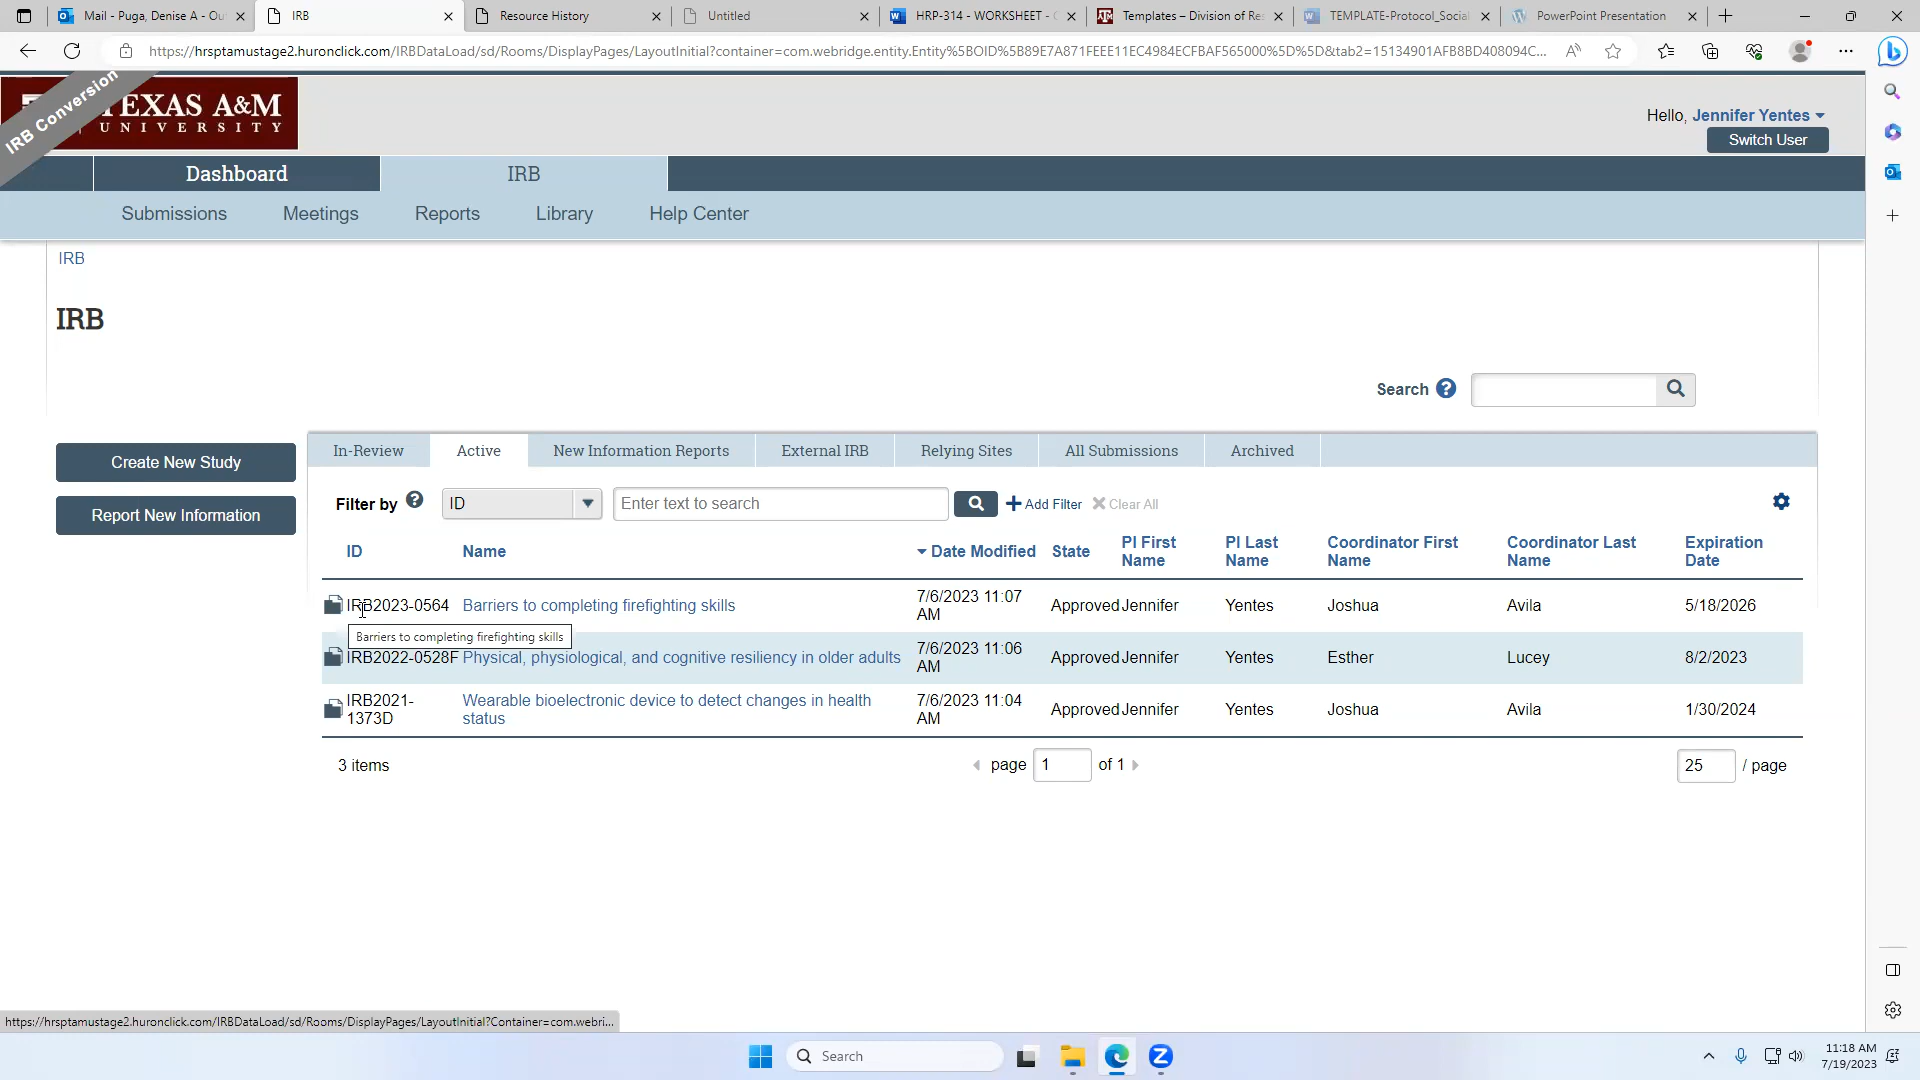 Mail - Puga, Denise A - Ou
IRB
Resource History
Untitled
HRP-314 - WORKSHEET -
Templates – Division of Re
TEMPLATE-Protocol_Social
PowerPoint Presentation
https://hrsptamustage2.huronclick.com/IRBDataLoad/sd/Rooms/DisplayPages/LayoutInitial?container=com.webridge.entity.Entity%5BOID%5B89E7A871FEEE11EC4984ECFBAF565000%5D%5D&tab2=15134901AFB8BD408094C...
IRB Conversion
TEXAS A&M
UNIVERSITY
Hello, Jennifer Yentes
Switch User
Dashboard
IRB
Submissions
Meetings
Reports
Library
Help Center
IRB
IRB
Search
Create New Study
Report New Information
In-Review
Active
New Information Reports
External IRB
Relying Sites
All Submissions
Archived
Filter by
ID
Enter text to search
Add Filter
Clear All
ID
Name
Date Modified
State
PI First Name
PI Last Name
Coordinator First Name
Coordinator Last Name
Expiration Date
IRB2023-0564 Barriers to completing firefighting skills 7/6/2023 11:07 AM Approved Jennifer Yentes Joshua Avila 5/18/2026
Barriers to completing firefighting skills
IRB2022-0528F Physical, physiological, and cognitive resiliency in older adults 7/6/2023 11:06 AM Approved Jennifer Yentes Esther Lucey 8/2/2023
IRB2021-1373D Wearable bioelectronic device to detect changes in health status 7/6/2023 11:04 AM Approved Jennifer Yentes Joshua Avila 1/30/2024
3 items
page 1 of 1
25 / page
https://hrsptamustage2.huronclick.com/IRBDataLoad/sd/Rooms/DisplayPages/LayoutInitial?Container=com.webri...
Search
11:18 AM
7/19/2023